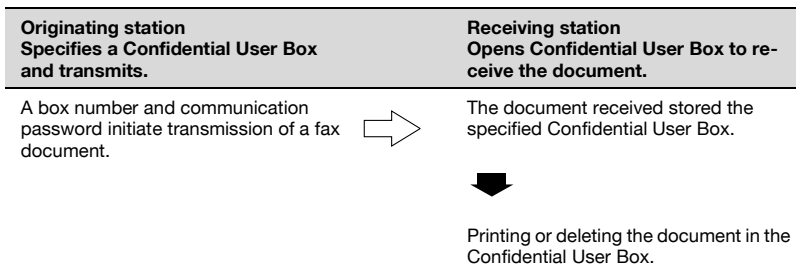 Originating station
Specifies a Confidential User Box
and transmits.
Receiving station
Opens Confidential User Box to re-
ceive the document.
A box number and communication
password initiate transmission of a fax
document.
The document received stored the
specified Confidential User Box.
Printing or deleting the document in the
Confidential User Box.